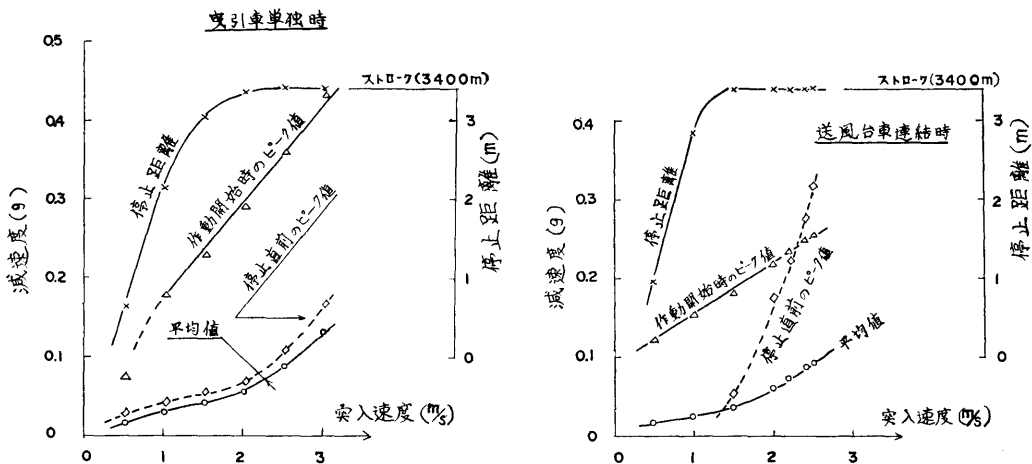 曳引車単独時
0.5
0.4
0.3
0.2
0.1
0
減速度(g)
停止距離
作動開始時のピーク値
停止直前のピーク値
平均値
ストローク(3400m)
3
2
1
0
停止距離(m)
突入速度(m/s)
0
1
2
3
送風台車連結時
0.4
0.3
0.2
0.1
0
減速度(g)
停止距離
作動開始時のピーク値
停止直前のピーク値
平均値
ストローク(3400m)
3
2
1
0
停止距離(m)
突入速度(m/s)
0
1
2
3